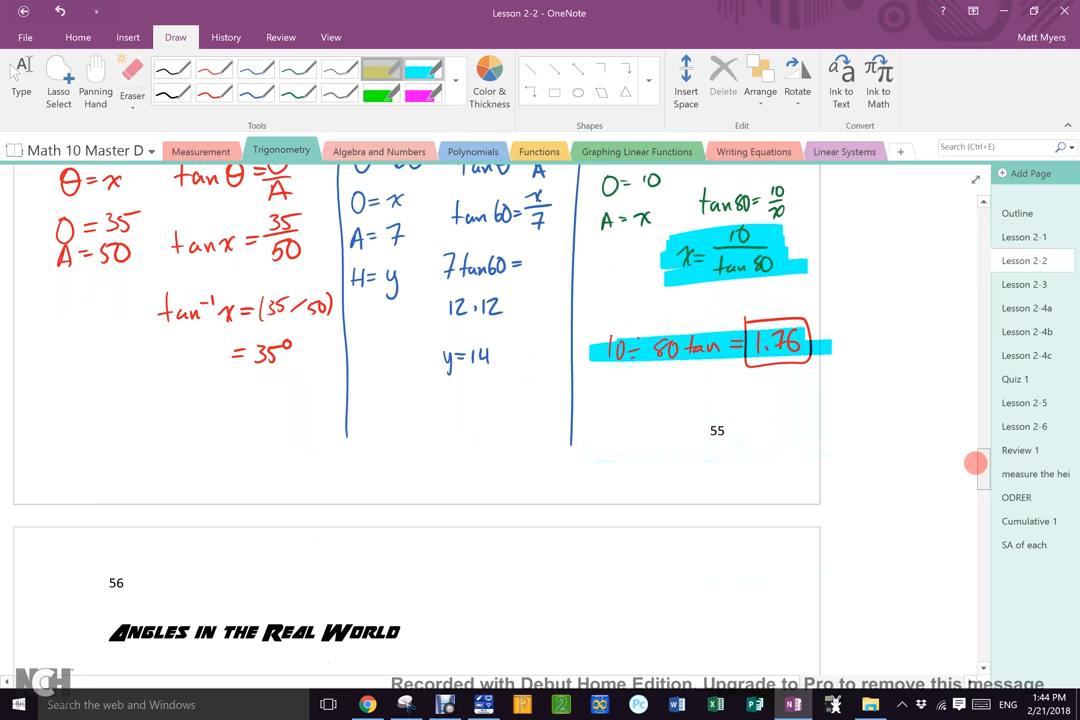 Lesson 2-2 - OneNote
?
File Home Insert Draw History Review View
Matt Myers
Type
Lasso Select
Panning Hand
Eraser
Color & Thickness
Insert Space
Delete
Arrange
Rotate
Ink to Text
Ink to Math
Tools
Shapes
Edit
Convert
Math 10 Master D
Measurement
Trigonometry
Algebra and Numbers
Polynomials
Functions
Graphing Linear Functions
Writing Equations
Linear Systems
Search (Ctrl+E)
Add Page
Outline
Lesson 2-1
Lesson 2-2
Lesson 2-3
Lesson 2-4a
Lesson 2-4b
Lesson 2-4c
Quiz 1
Lesson 2-5
Lesson 2-6
Review 1
measure the hei
ODRER
Cumulative 1
SA of each
θ = x
tan θ = O/A
O = 35
A = 50
tan x = 35/50
tan⁻¹ x = (35/50)
= 35°
O = x
A = 7
H = y
tan 60 = x/7
7 tan 60 =
12.12
y = 14
O = 10
A = x
tan 80 =
x = 10/tan 80
10 ÷ 80 tan = 1.76
55
56
Angles in the Real World
NCH
Recorded with Debut Home Edition. Upgrade to Pro to remove this message
Search the web and Windows
ENG
1:44 PM
2/21/2018